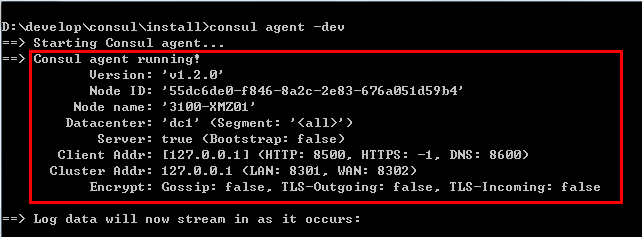 D:\develop\consul\install>consul agent -dev
==> Starting Consul agent...
==> Consul agent running!
Version: 'v1.2.0'
Node ID: '55dc6de0-f846-8a2c-2e83-676a051d59b4'
Node name: '3100-XMZ01'
Datacenter: 'dc1' (Segment: '<all>')
Server: true (Bootstrap: false)
Client Addr: [127.0.0.1] (HTTP: 8500, HTTPS: -1, DNS: 8600)
Cluster Addr: 127.0.0.1 (LAN: 8301, WAN: 8302)
Encrypt: Gossip: false, TLS-Outgoing: false, TLS-Incoming: false
==> Log data will now stream in as it occurs: